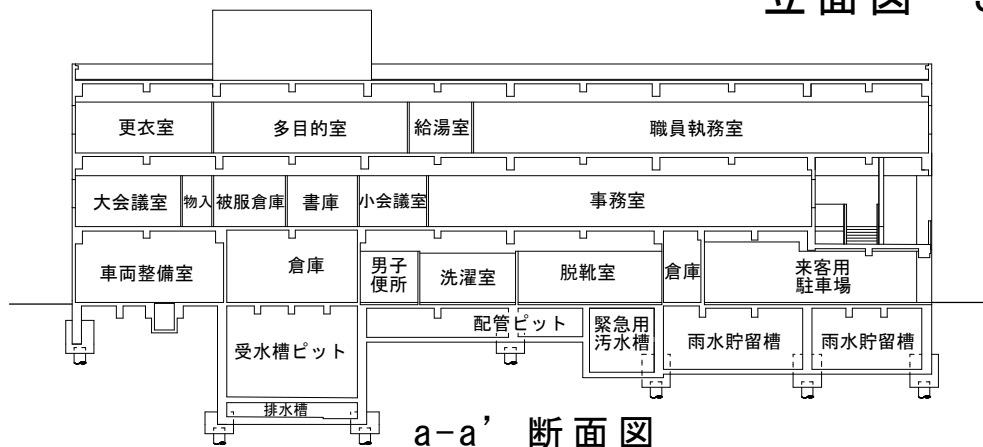 立面図
更衣室
多目的室
給湯室
職員執務室
大会議室
物入
被服倉庫
書庫
小会議室
事務室
車両整備室
倉庫
男子
便所
洗濯室
脱靴室
倉庫
来客用
駐車場
受水槽ピット
配管ピット
緊急用
汚水槽
雨水貯留槽
雨水貯留槽
排水槽
a-a’断面図